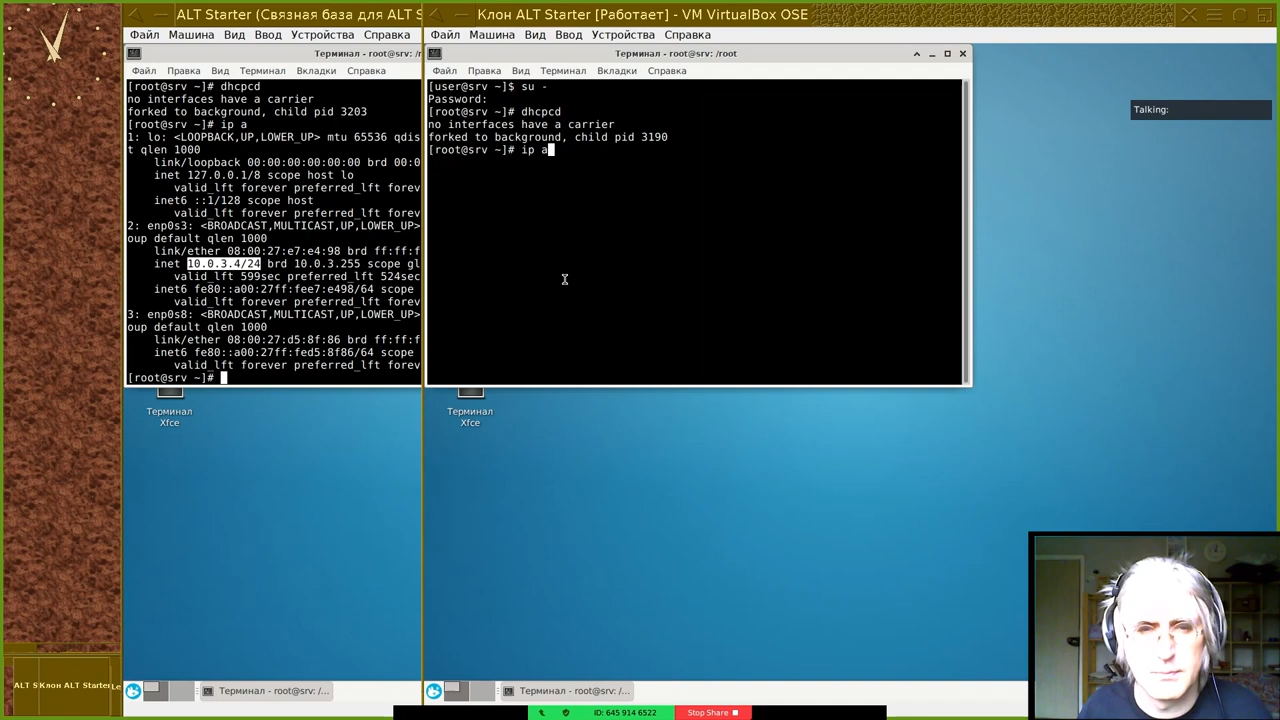 ALT Starter (Связная база для ALT S
Файл Машина Вид Ввод Устройства Справка
Терминал - root@srv: /r
Файл Правка Вид Терминал Вкладки Справка
[root@srv ~]# dhcpcd
no interfaces have a carrier
forked to background, child pid 3203
[root@srv ~]# ip a
1: lo: <LOOPBACK,UP,LOWER_UP> mtu 65536 qdis
t qlen 1000
link/loopback 00:00:00:00:00:00 brd 00:0
inet 127.0.0.1/8 scope host lo
valid_lft forever preferred_lft forev
inet6 ::1/128 scope host
valid_lft forever preferred_lft forev
2: enp0s3: <BROADCAST,MULTICAST,UP,LOWER_UP>
oup default qlen 1000
link/ether 08:00:27:e7:e4:98 brd ff:ff:f
inet 10.0.3.4/24 brd 10.0.3.255 scope gl
valid_lft 599sec preferred_lft 524sec
inet6 fe80::a00:27ff:fee7:e498/64 scope
valid_lft forever preferred_lft forev
3: enp0s8: <BROADCAST,MULTICAST,UP,LOWER_UP>
oup default qlen 1000
link/ether 08:00:27:d5:8f:86 brd ff:ff:f
inet6 fe80::a00:27ff:fed5:8f86/64 scope
valid_lft forever preferred_lft forev
[root@srv ~]#
Терминал
Xfce
Терминал - root@srv: /...
Клон ALT Starter [Работает] - VM VirtualBox OSE
Файл Машина Вид Ввод Устройства Справка
Терминал - root@srv: /root
Файл Правка Вид Терминал Вкладки Справка
[user@srv ~]$ su -
Password:
[root@srv ~]# dhcpcd
no interfaces have a carrier
forked to background, child pid 3190
[root@srv ~]# ip a
Терминал
Xfce
Терминал - root@srv: /...
Talking:
ALT S Клон ALT Starter Le
ID: 645 914 6522 Stop Share